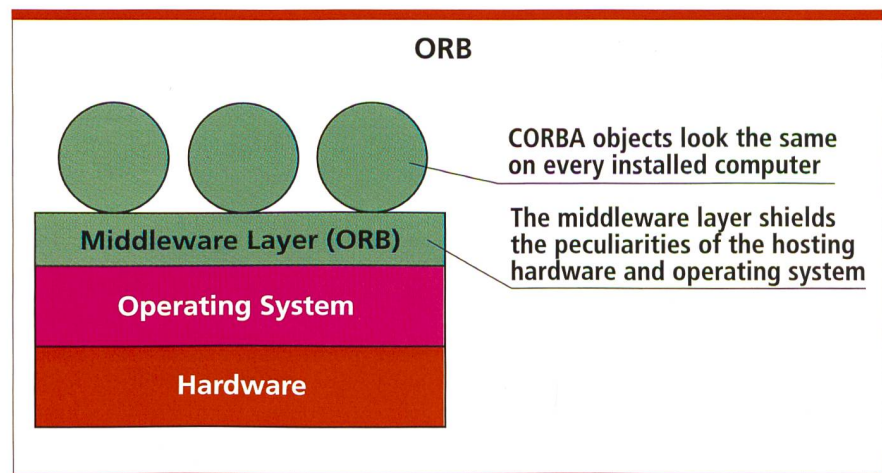 ORB
CORBA objects look the same
on every installed computer
The middleware layer shields
the peculiarities of the hosting
hardware and operating system
Middleware Layer (ORB)
Operating System
Hardware